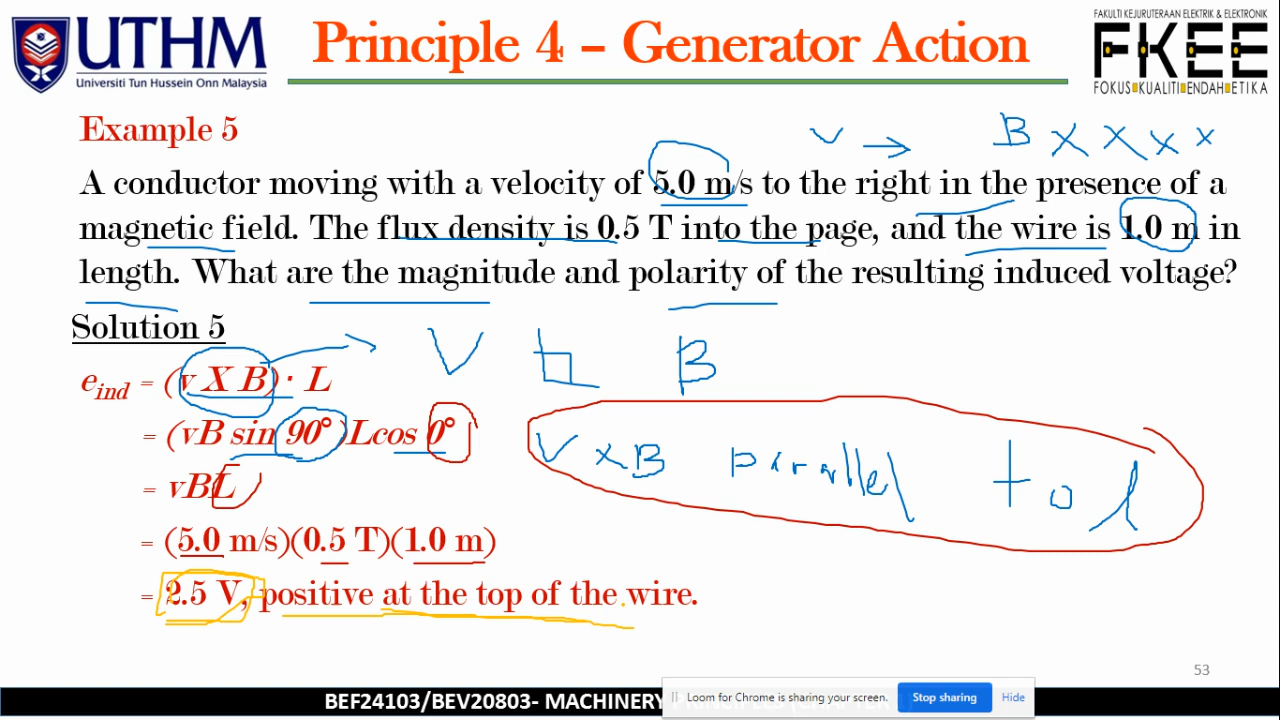 UTHM
Universiti Tun Hussein Onn Malaysia
Principle 4 – Generator Action
FAKULTI KEJURUTERAAN ELEKTRIK & ELEKTRONIK
FKEE
FOKUS KUALITI ENDAH ETIKA
Example 5
V → B X X X X
A conductor moving with a velocity of 5.0 m/s to the right in the presence of a
magnetic field. The flux density is 0.5 T into the page, and the wire is 1.0 m in
length. What are the magnitude and polarity of the resulting induced voltage?
Solution 5
V B
e_ind = (v X B) · L
= (vB sin 90°)Lcos 0°
V x B parallel to l
= vBL
= (5.0 m/s)(0.5 T)(1.0 m)
= 2.5 V, positive at the top of the wire.
53
BEF24103/BEV20803- MACHINERY
Loom for Chrome is sharing your screen.
Stop sharing
Hide